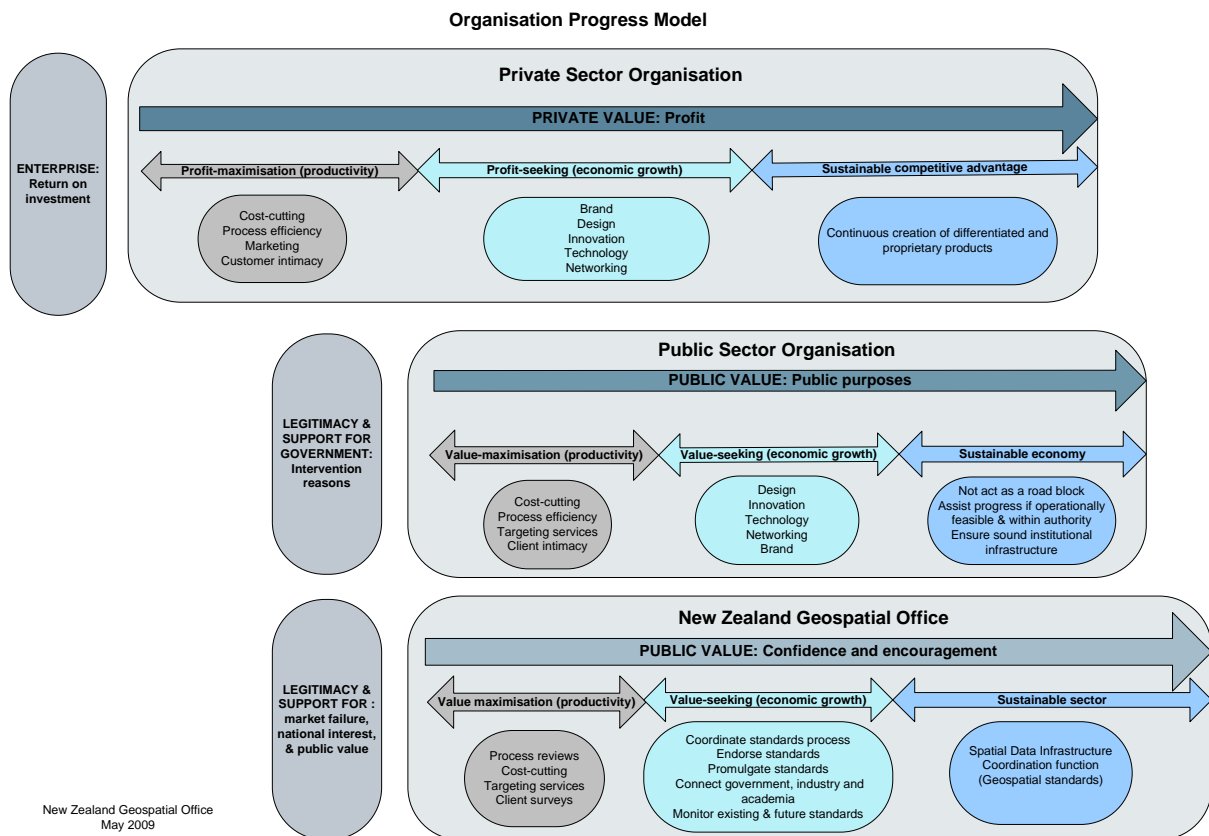 Organisation Progress Model
Private Sector Organisation
PRIVATE VALUE: Profit
ENTERPRISE:
Return on
investment
Profit-maximisation (productivity)
Profit-seeking (economic growth)
Sustainable competitive advantage
Cost-cutting
Process efficiency
Marketing
Customer intimacy
Brand
Design
Innovation
Technology
Networking
Continuous creation of differentiated and
proprietary products
Public Sector Organisation
PUBLIC VALUE: Public purposes
LEGITIMACY &
SUPPORT FOR
GOVERNMENT:
Intervention
reasons
Value-maximisation (productivity)
Value-seeking (economic growth)
Sustainable economy
Cost-cutting
Process efficiency
Targeting services
Client intimacy
Design
Innovation
Technology
Networking
Brand
Not act as a road block
Assist progress if operationally
feasible & within authority
Ensure sound institutional
infrastructure
New Zealand Geospatial Office
PUBLIC VALUE: Confidence and encouragement
LEGITIMACY &
SUPPORT FOR :
market failure,
national interest,
& public value
Value maximisation (productivity)
Value-seeking (economic growth)
Sustainable sector
Process reviews
Cost-cutting
Targeting services
Client surveys
Coordinate standards process
Endorse standards
Promulgate standards
Connect government, industry and
academia
Monitor existing & future standards
Spatial Data Infrastructure
Coordination function
(Geospatial standards)
New Zealand Geospatial Office
May 2009